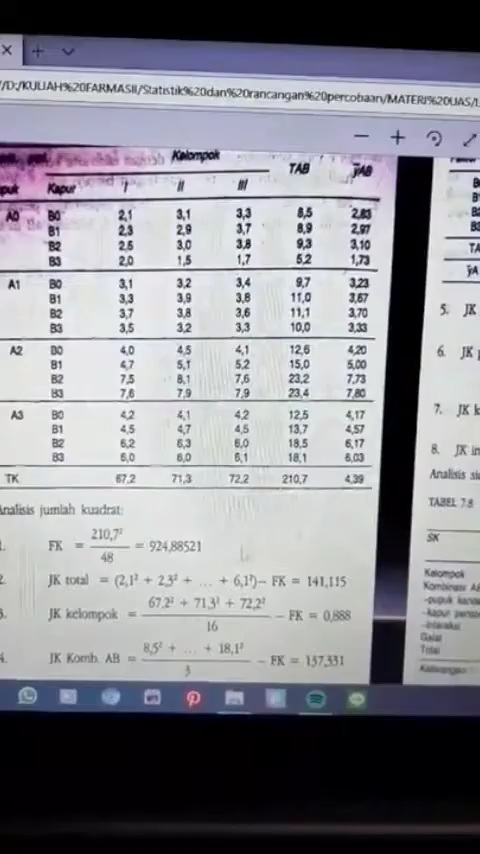 //D:/KULIAH%20FARMASI/Statistik%20dan%20rancangan%20percobaan/MATERI%20UAS/L
Kelompok
Kapur I II III TAB ȳAB
A0 B0 2,1 3,1 3,3 8,5 2,83
B1 2,3 2,9 3,7 8,9 2,97
B2 2,5 3,0 3,8 9,3 3,10
B3 2,0 1,5 1,7 5,2 1,73
A1 B0 3,1 3,2 3,4 9,7 3,23
B1 3,3 3,9 3,8 11,0 3,67
B2 3,7 3,8 3,6 11,1 3,70
B3 3,5 3,2 3,3 10,0 3,33
A2 B0 4,0 4,5 4,1 12,6 4,20
B1 4,7 5,1 5,2 15,0 5,00
B2 7,5 8,1 7,6 23,2 7,73
B3 7,6 7,9 7,9 23,4 7,80
A3 B0 4,2 4,1 4,2 12,5 4,17
B1 4,5 4,7 4,5 13,7 4,57
B2 6,2 6,3 6,0 18,5 6,17
B3 6,0 6,0 6,1 18,1 6,03
TK 67,2 71,3 72,2 210,7 4,39
Analisis jumlah kuadrat:
FK = 210,7² / 48 = 924,88521
2. JK total = (2,1² + 2,3² + ... + 6,1²) – FK = 141,115
3. JK kelompok = 67,2² + 71,3² + 72,2² / 16 – FK = 0,888
4. JK Komb. AB = 8,5² + ... + 18,1² / 3 – FK = 137,331
B1
B2
B3
TA
ȳA
5. JK
6. JK
7. JK k
8. JK in
Analisis si
TABEL 7.8
SK
Kelompok
Kombinasi AB
-interaksi
Galat
Total